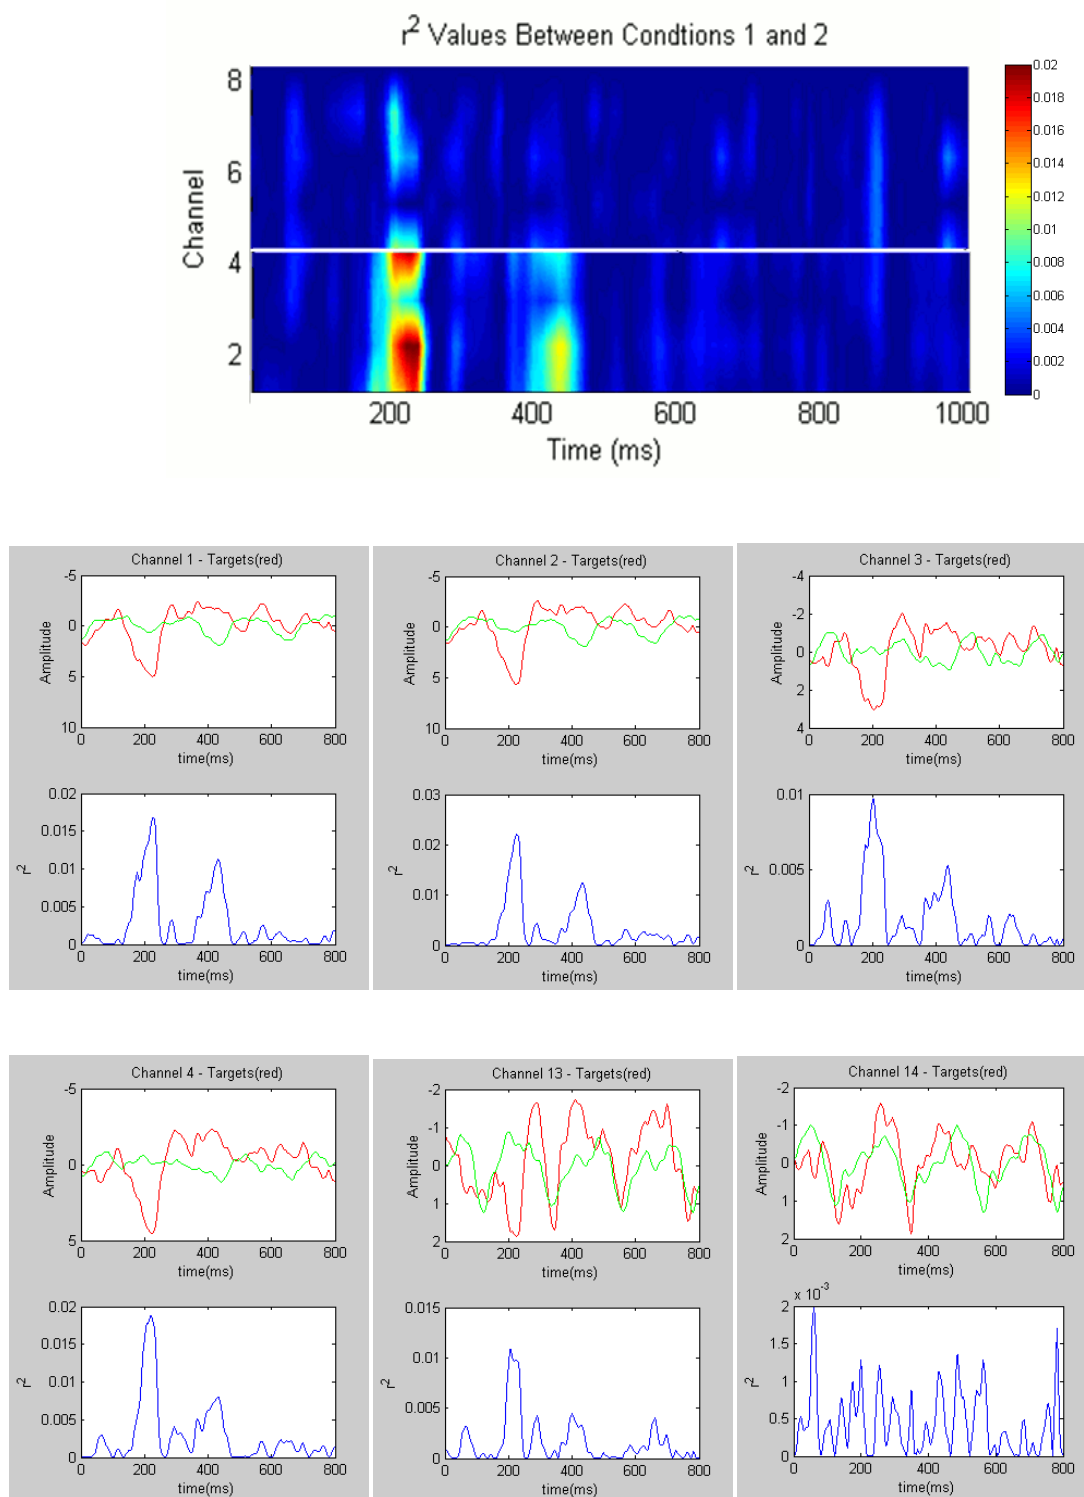 r² Values Between Condtions 1 and 2
8
6
4
2
Channel
200 400 600 800 1000
Time (ms)
0.02
0.018
0.016
0.014
0.012
0.01
0.008
0.006
0.004
0.002
0
Channel 1 - Targets(red)
-5
0
5
10
Amplitude
0 200 400 600 800
time(ms)
0.02
0.015
0.01
0.005
0
r²
0 200 400 600 800
time(ms)
Channel 2 - Targets(red)
-5
0
5
10
Amplitude
0 200 400 600 800
time(ms)
0.03
0.02
0.01
0
r²
0 200 400 600 800
time(ms)
Channel 3 - Targets(red)
-4
-2
0
2
4
Amplitude
0 200 400 600 800
time(ms)
0.01
0.005
0
r²
0 200 400 600 800
time(ms)
Channel 4 - Targets(red)
-5
0
5
Amplitude
0 200 400 600 800
time(ms)
0.02
0.015
0.01
0.005
0
r²
0 200 400 600 800
time(ms)
Channel 13 - Targets(red)
-2
-1
0
1
2
Amplitude
0 200 400 600 800
time(ms)
0.015
0.01
0.005
0
r²
0 200 400 600 800
time(ms)
Channel 14 - Targets(red)
-2
-1
0
1
2
Amplitude
0 200 400 600 800
time(ms)
x 10⁻³
2
1.5
1
0.5
0
r²
0 200 400 600 800
time(ms)